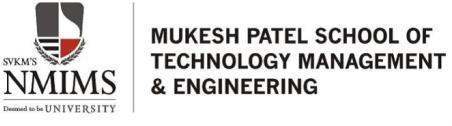 SVKM'S
NMIMS
Deemed to be UNIVERSITY
MUKESH PATEL SCHOOL OF
TECHNOLOGY MANAGEMENT
& ENGINEERING